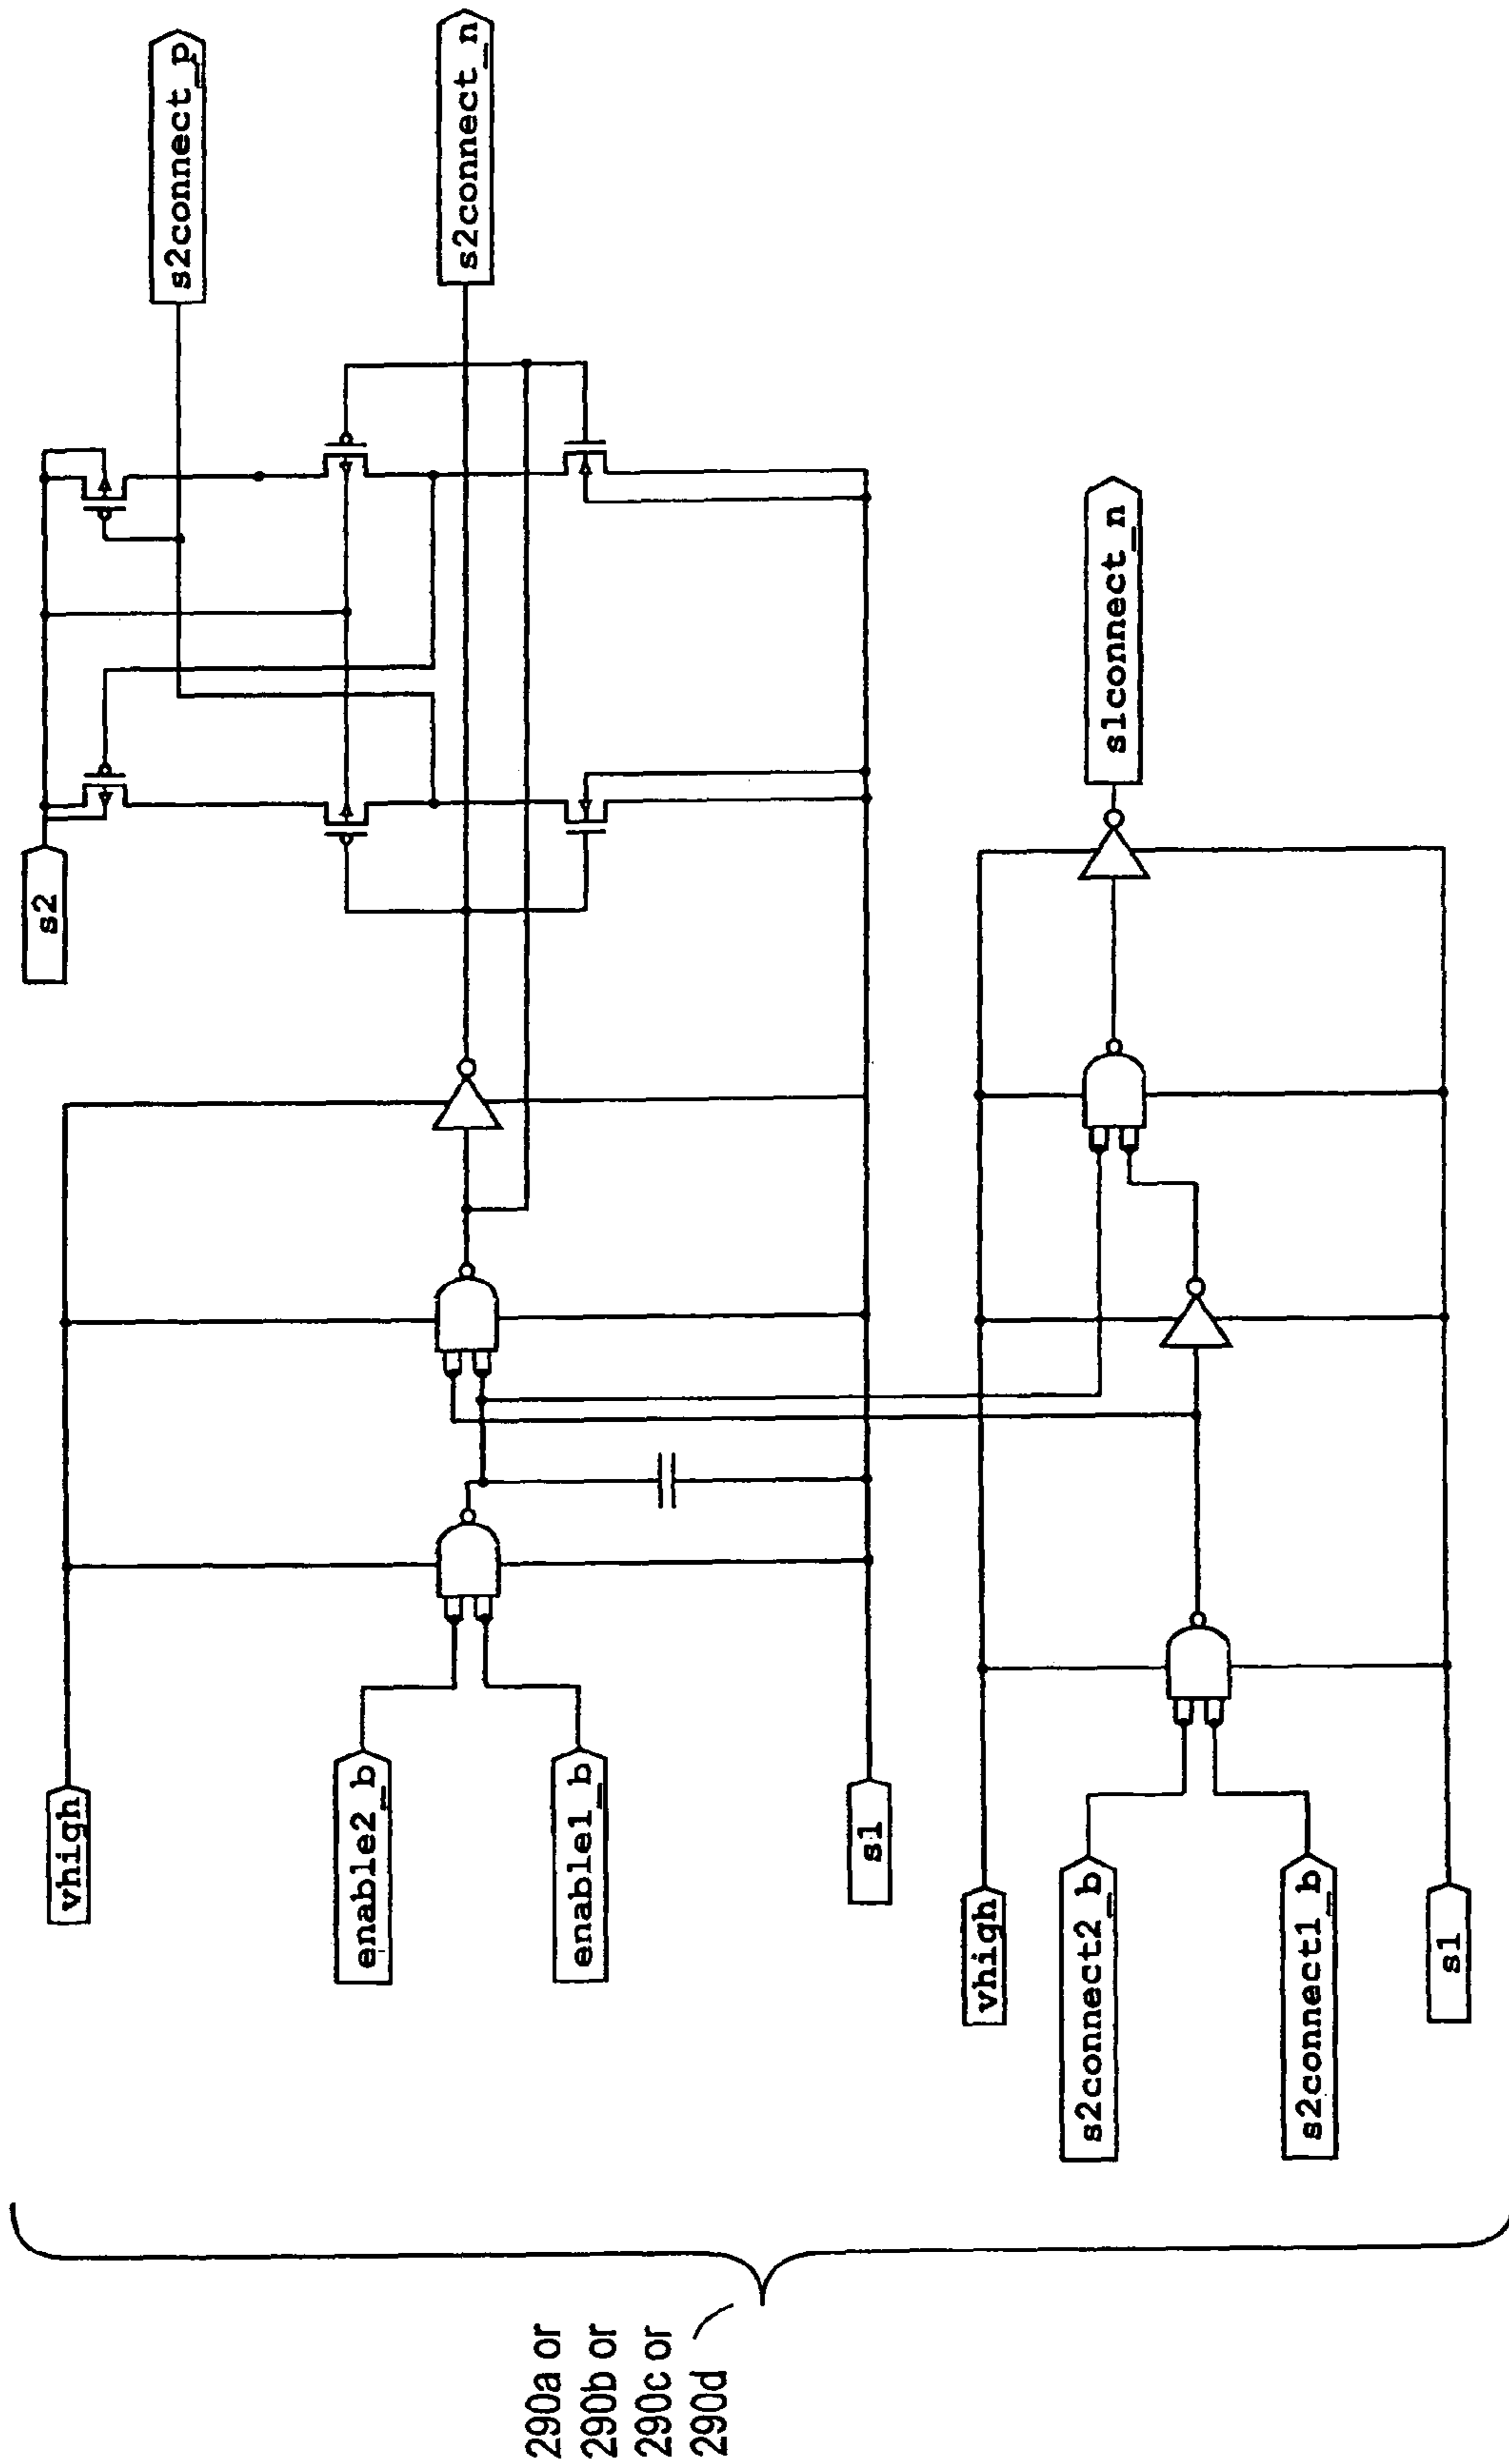 s2
s2connect_p
s2connect_n
vhigh
enable2_b
enable1_b
s1
s1connect_n
vhigh
s2connect2_b
s2connect1_b
s1
290a or
290b or
290c or
290d